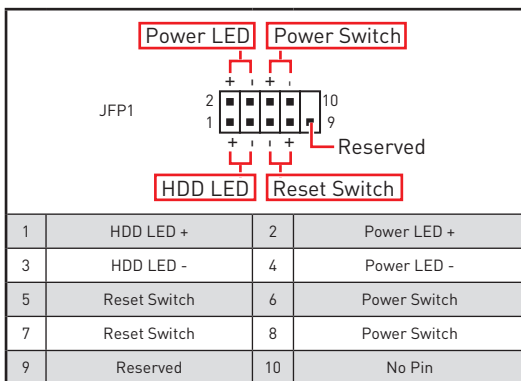 Power LED Power Switch
+ - + -
JFP1
2 10
1 9
+ - - +
Reserved
HDD LED Reset Switch
1 HDD LED + 2 Power LED +
3 HDD LED - 4 Power LED -
5 Reset Switch 6 Power Switch
7 Reset Switch 8 Power Switch
9 Reserved 10 No Pin